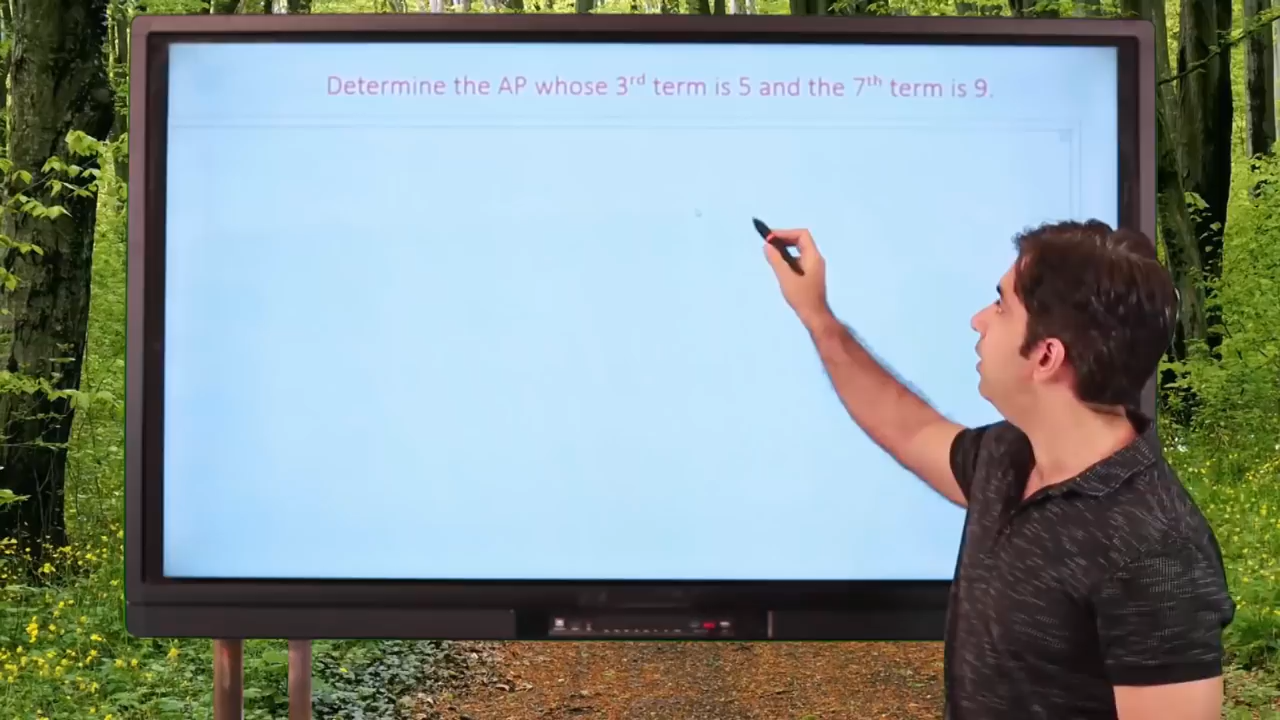 Determine the AP whose 3rd term is 5 and the 7th term is 9.